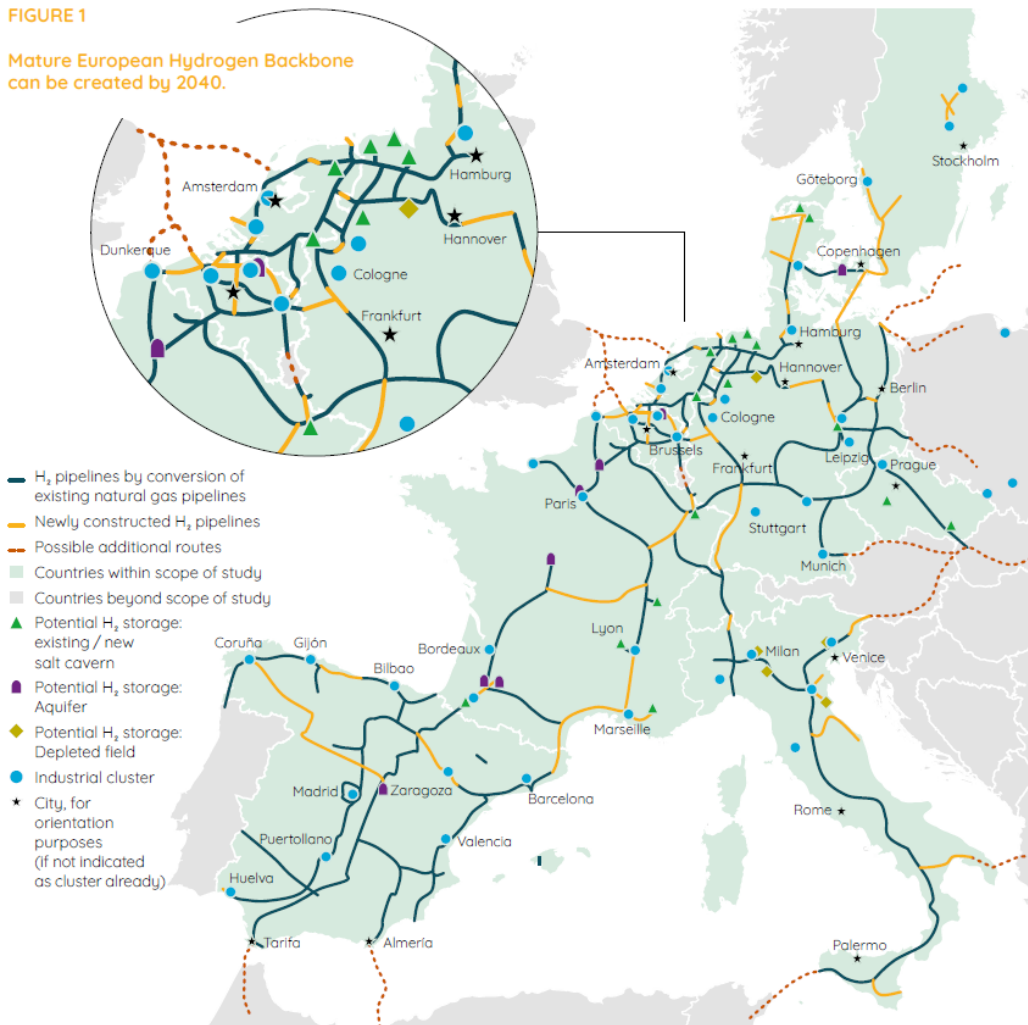 FIGURE 1
Mature European Hydrogen Backbone
can be created by 2040.
Amsterdam
Hamburg
Hannover
Dunkerque
Cologne
Frankfurt
H₂ pipelines by conversion of
existing natural gas pipelines
Newly constructed H₂ pipelines
Possible additional routes
Countries within scope of study
Countries beyond scope of study
Potential H₂ storage:
existing / new
salt cavern
Potential H₂ storage:
Aquifer
Potential H₂ storage:
Depleted field
Industrial cluster
City, for
orientation
purposes
(if not indicated
as cluster already)
Stockholm
Göteborg
Copenhagen
Hamburg
Amsterdam
Hannover
Berlin
Cologne
Brussels
Leipzig
Frankfurt
Prague
Paris
Stuttgart
Munich
Lyon
Bordeaux
Milan
Venice
Coruña
Gijón
Bilbao
Marseille
Madrid
Zaragoza
Barcelona
Rome
Puertollano
Valencia
Huelva
Tarifa
Almería
Palermo